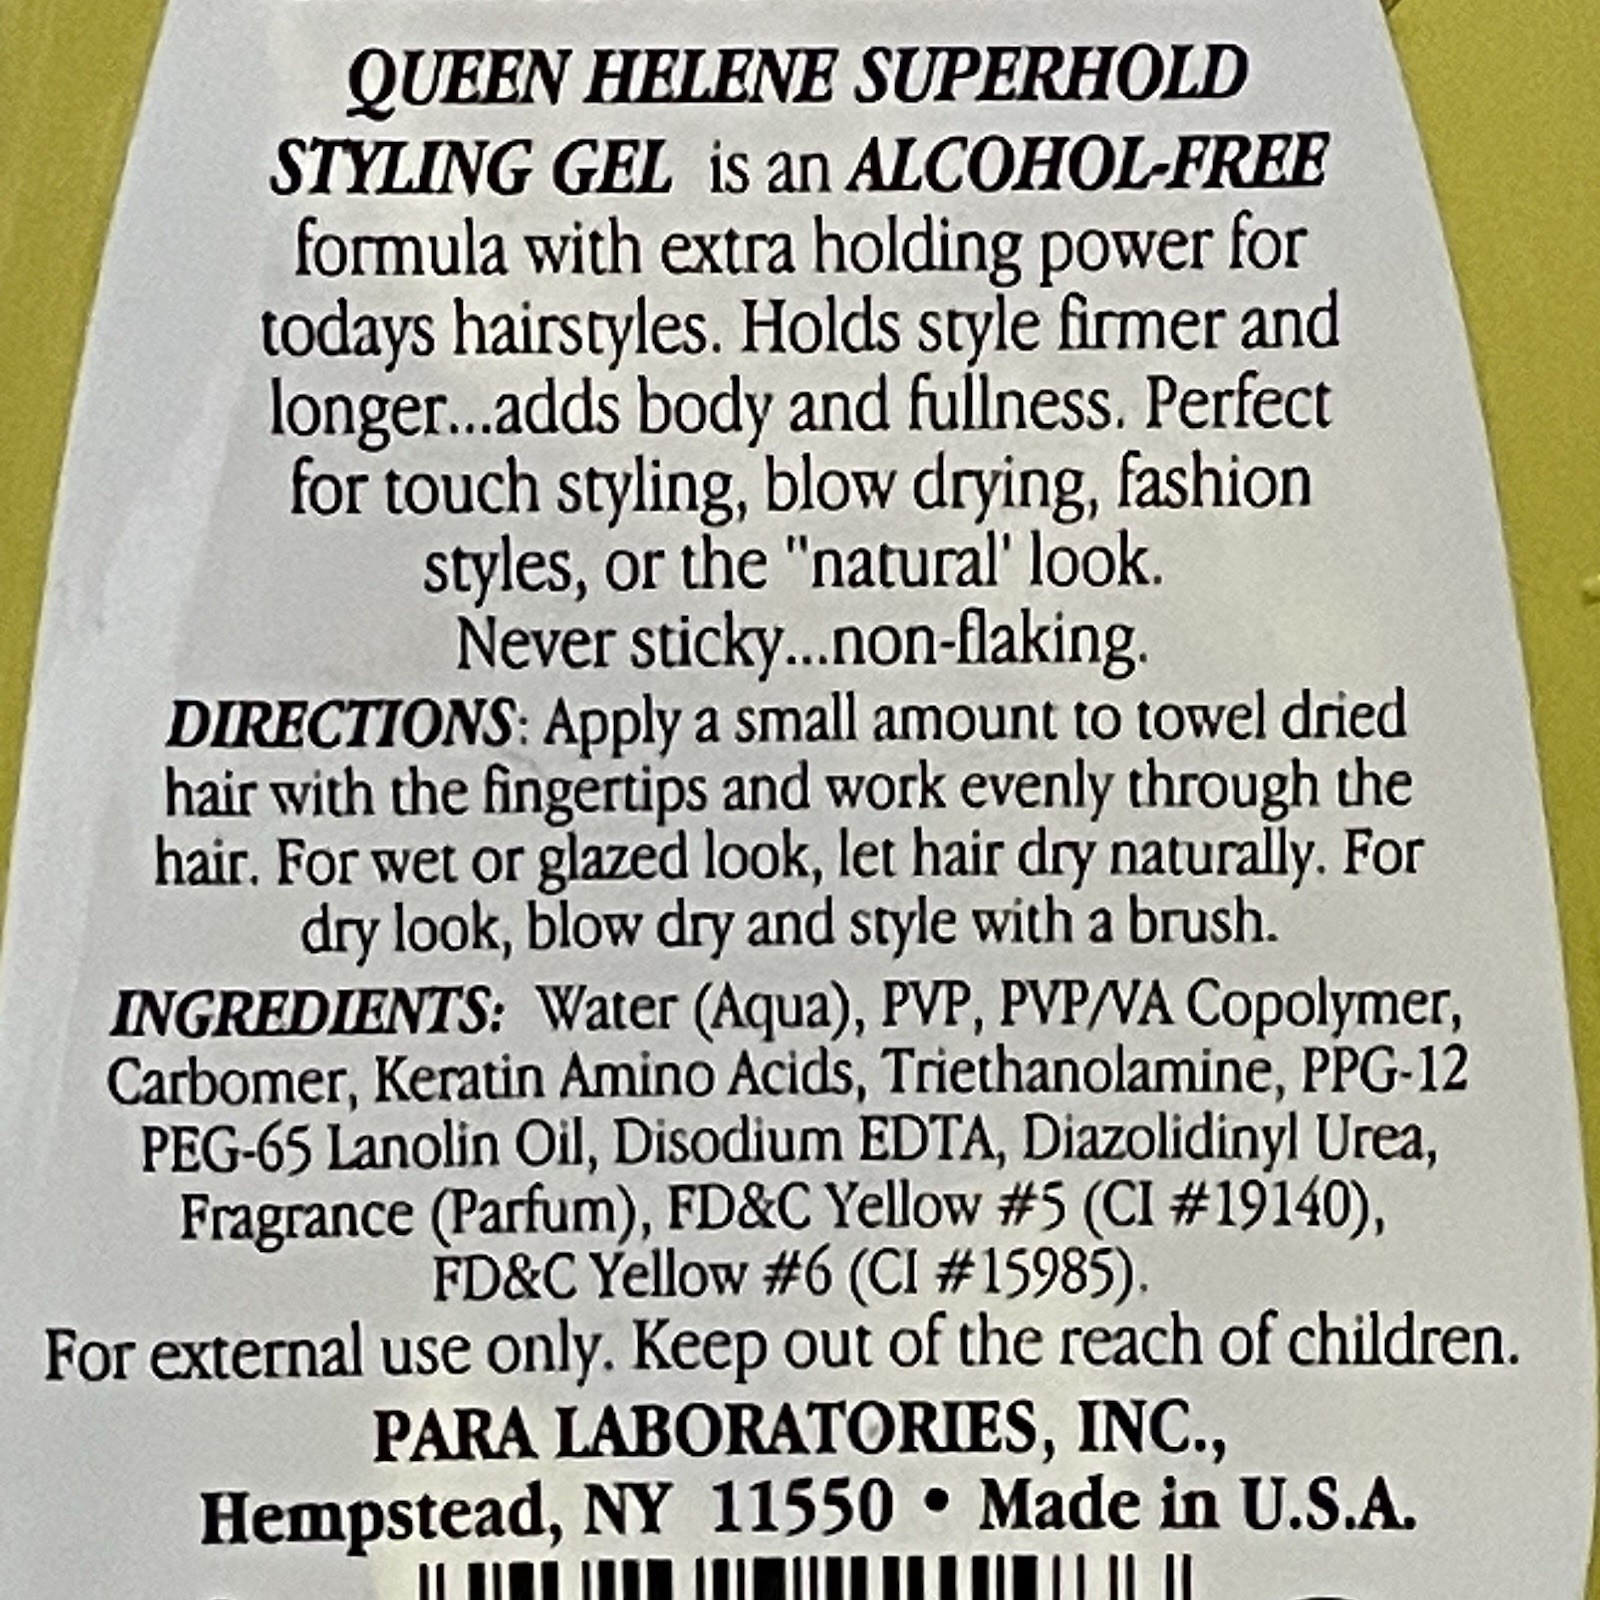 QUEEN HELENE SUPERHOLD
STYLING GEL is an ALCOHOL-FREE
formula with extra holding power for
todays hairstyles. Holds style firmer and
longer...adds body and fullness. Perfect
for touch styling, blow drying, fashion
styles, or the "natural' look.
Never sticky...non-flaking.
DIRECTIONS: Apply a small amount to towel dried
hair with the fingertips and work evenly through the
hair. For wet or glazed look, let hair dry naturally. For
dry look, blow dry and style with a brush.
INGREDIENTS: Water (Aqua), PVP, PVP/VA Copolymer,
Carbomer, Keratin Amino Acids, Triethanolamine, PPG-12
PEG-65 Lanolin Oil, Disodium EDTA, Diazolidinyl Urea,
Fragrance (Parfum), FD&C Yellow #5 (CI #19140),
FD&C Yellow #6 (CI #15985).
For external use only. Keep out of the reach of children.
PARA LABORATORIES, INC.,
Hempstead, NY 11550 • Made in U.S.A.